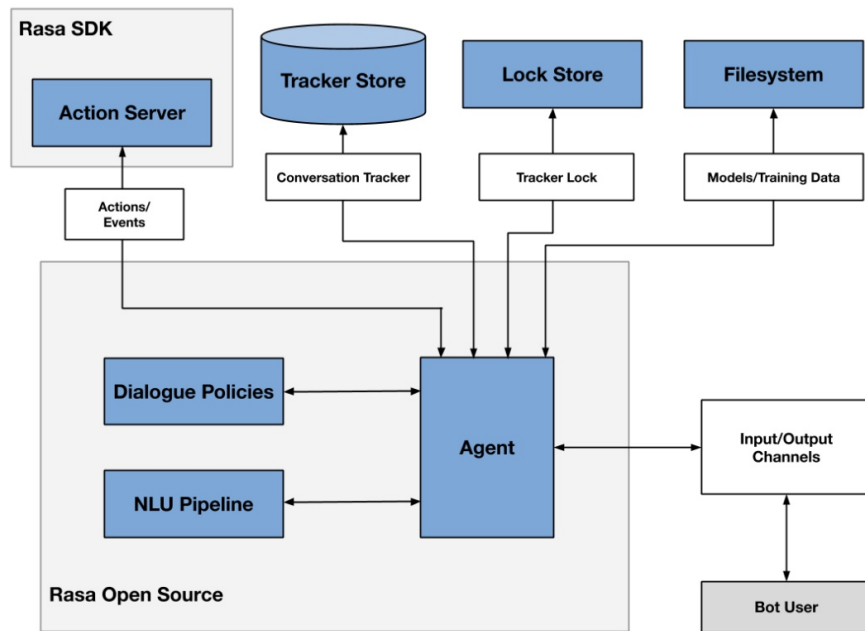 Rasa SDK
Action Server
Tracker Store
Lock Store
Filesystem
Actions/
Events
Conversation Tracker
Tracker Lock
Models/Training Data
Dialogue Policies
NLU Pipeline
Agent
Input/Output
Channels
Rasa Open Source
Bot User